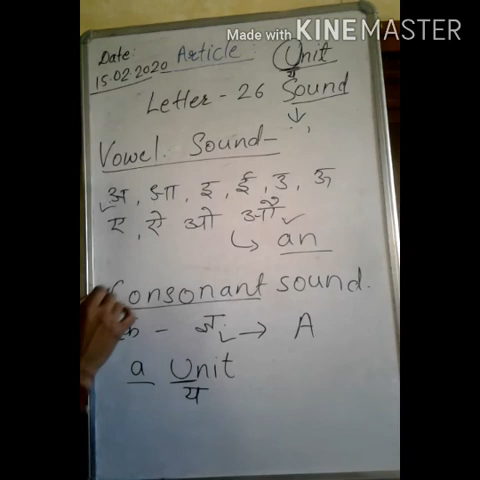 Made with KINEMASTER
Date: Article: Unit
15.02.2020 य
Letter - 26 Sound
Vowel. Sound-
अ, आ, इ, ई, उ, ऊ
ए, ऐ ओ औ
an
Consonant sound.
- A
a Unit
य